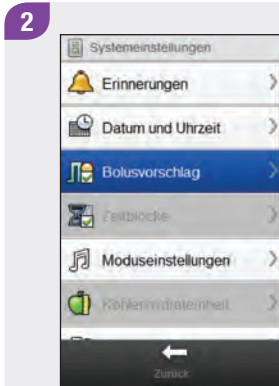 2
Systemeinstellungen
Erinnerungen
Datum und Uhrzeit
Bolusvorschlag
Zeitblöcke
Moduseinstellungen
Kohlenhydrateinheit
Zurück